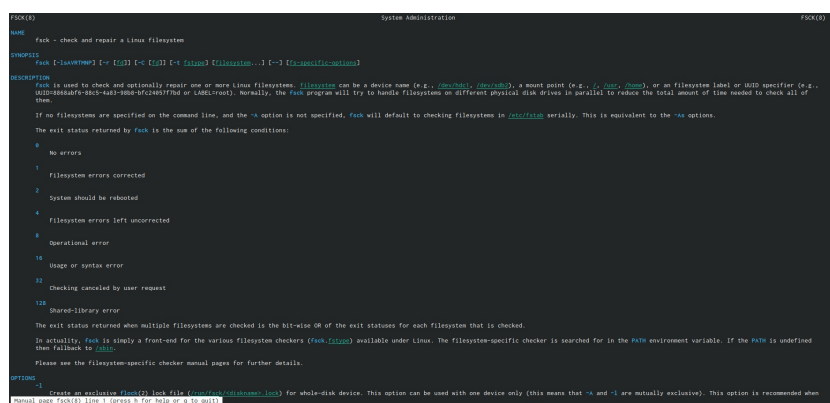 FSCK(8) System Administration FSCK(8)
NAME
fsck - check and repair a Linux filesystem
SYNOPSIS
fsck [-lsAVRTMNP] [-r [fd]] [-C [fd]] [-t fstype] [filesystem...] [--] [fs-specific-options]
DESCRIPTION
fsck is used to check and optionally repair one or more Linux filesystems. filesystem can be a device name (e.g., /dev/hdc1, /dev/sdb2), a mount point (e.g., /, /usr, /home), or an filesystem label or UUID specifier (e.g.,
UUID=8868abf6-88c5-4a83-98b8-bfc24057f7bd or LABEL=root). Normally, the fsck program will try to handle filesystems on different physical disk drives in parallel to reduce the total amount of time needed to check all of
them.
If no filesystems are specified on the command line, and the -A option is not specified, fsck will default to checking filesystems in /etc/fstab serially. This is equivalent to the -As options.
The exit status returned by fsck is the sum of the following conditions:
0
No errors
1
Filesystem errors corrected
2
System should be rebooted
4
Filesystem errors left uncorrected
8
Operational error
16
Usage or syntax error
32
Checking canceled by user request
128
Shared-library error
The exit status returned when multiple filesystems are checked is the bit-wise OR of the exit statuses for each filesystem that is checked.
In actuality, fsck is simply a front-end for the various filesystem checkers (fsck.fstype) available under Linux. The filesystem-specific checker is searched for in the PATH environment variable. If the PATH is undefined
then fallback to /sbin.
Please see the filesystem-specific checker manual pages for further details.
OPTIONS
-l
Create an exclusive flock(2) lock file (/run/fsck/<diskname>.lock) for whole-disk device. This option can be used with one device only (this means that -A and -l are mutually exclusive). This option is recommended when
Manual page fsck(8) line 1 (press h for help or q to quit)